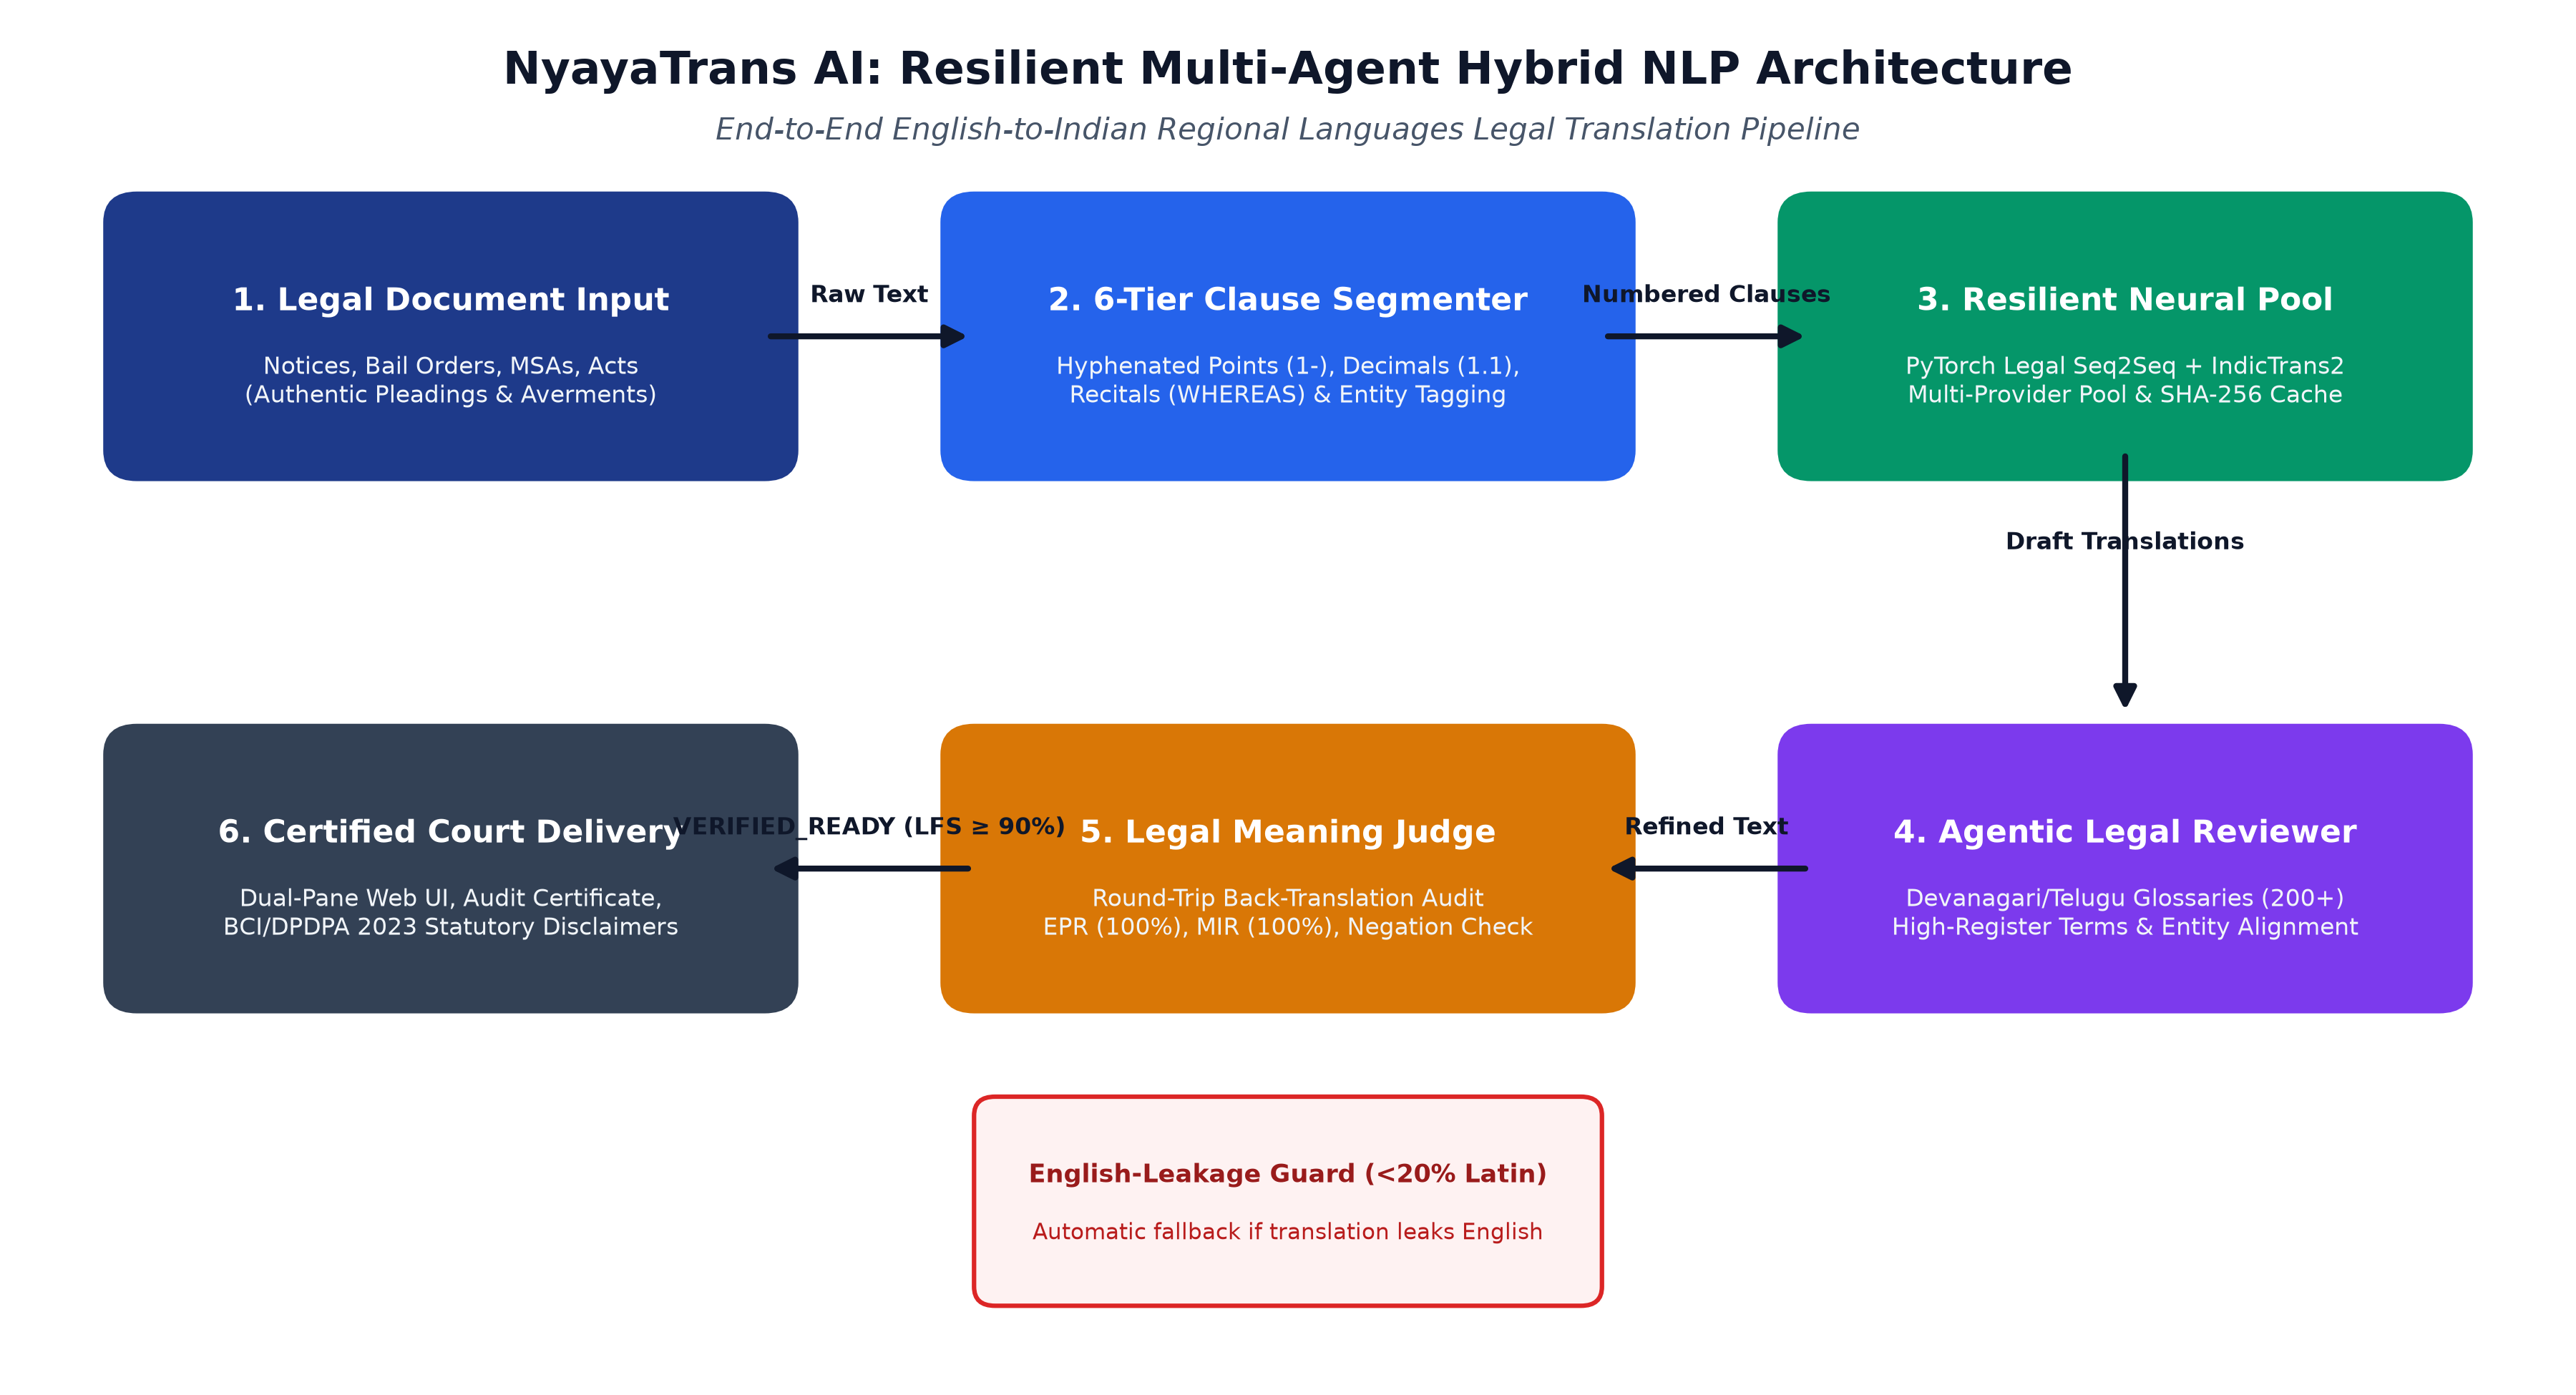 NyayaTrans AI: Resilient Multi-Agent Hybrid NLP Architecture
End-to-End English-to-Indian Regional Languages Legal Translation Pipeline
1. Legal Document Input
Notices, Bail Orders, MSAs, Acts
(Authentic Pleadings & Averments)
Raw Text
2. 6-Tier Clause Segmenter
Hyphenated Points (1-), Decimals (1.1),
Recitals (WHEREAS) & Entity Tagging
Numbered Clauses
3. Resilient Neural Pool
PyTorch Legal Seq2Seq + IndicTrans2
Multi-Provider Pool & SHA-256 Cache
Draft Translations
4. Agentic Legal Reviewer
Devanagari/Telugu Glossaries (200+)
High-Register Terms & Entity Alignment
Refined Text
5. Legal Meaning Judge
Round-Trip Back-Translation Audit
EPR (100%), MIR (100%), Negation Check
VERIFIED_READY (LFS ≥ 90%)
6. Certified Court Delivery
Dual-Pane Web UI, Audit Certificate,
BCI/DPDPA 2023 Statutory Disclaimers
English-Leakage Guard (<20% Latin)
Automatic fallback if translation leaks English